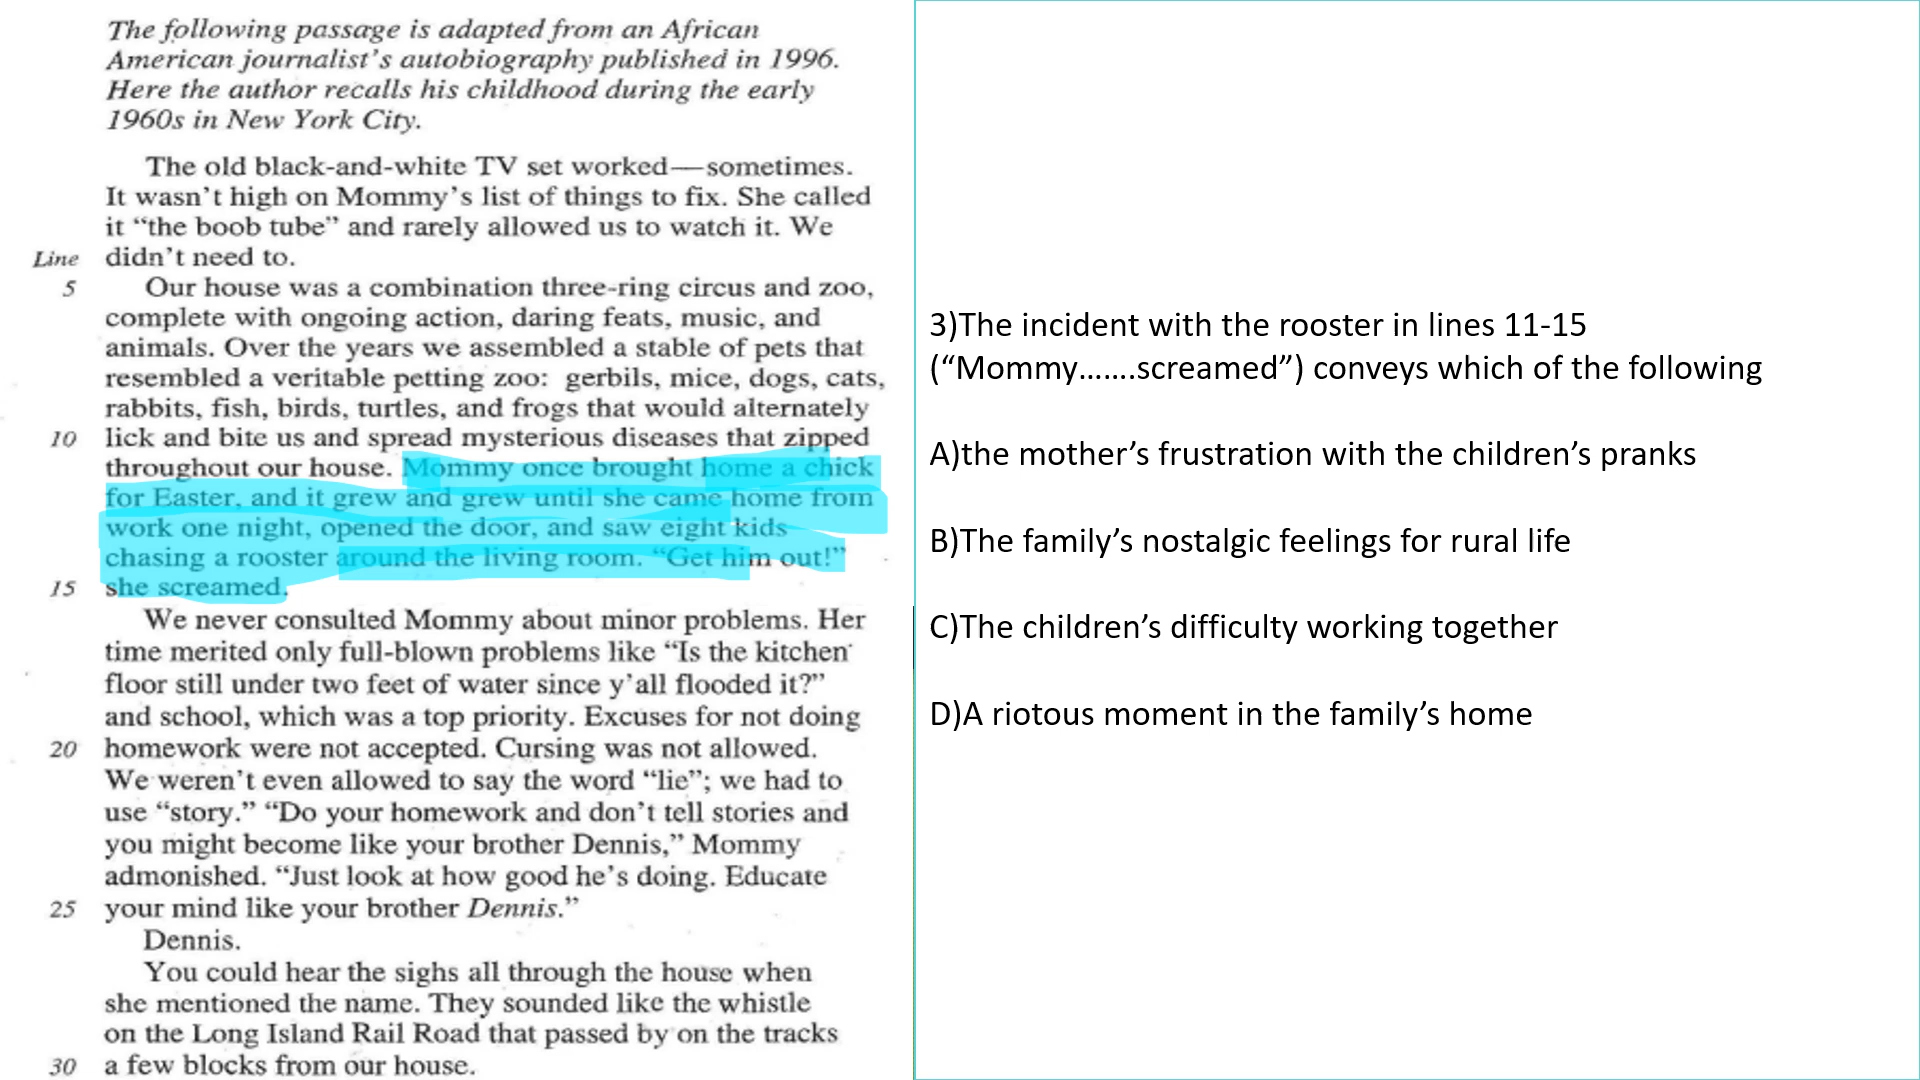 The following passage is adapted from an African
American journalist's autobiography published in 1996.
Here the author recalls his childhood during the early
1960s in New York City.
The old black-and-white TV set worked—sometimes.
It wasn't high on Mommy's list of things to fix. She called
it “the boob tube” and rarely allowed us to watch it. We
Line didn't need to.
5 Our house was a combination three-ring circus and zoo,
complete with ongoing action, daring feats, music, and
animals. Over the years we assembled a stable of pets that
resembled a veritable petting zoo: gerbils, mice, dogs, cats,
rabbits, fish, birds, turtles, and frogs that would alternately
10 lick and bite us and spread mysterious diseases that zipped
throughout our house. Mommy once brought home a chick
for Easter, and it grew and grew until she came home from
work one night, opened the door, and saw eight kids
chasing a rooster around the living room. “Get him out!”
15 she screamed.
We never consulted Mommy about minor problems. Her
time merited only full-blown problems like “Is the kitchen
floor still under two feet of water since y'all flooded it?”
and school, which was a top priority. Excuses for not doing
20 homework were not accepted. Cursing was not allowed.
We weren't even allowed to say the word “lie”; we had to
use “story.” “Do your homework and don't tell stories and
you might become like your brother Dennis,” Mommy
admonished. “Just look at how good he's doing. Educate
25 your mind like your brother Dennis.”
Dennis.
You could hear the sighs all through the house when
she mentioned the name. They sounded like the whistle
on the Long Island Rail Road that passed by on the tracks
30 a few blocks from our house.
3)The incident with the rooster in lines 11-15
(“Mommy.......screamed”) conveys which of the following
A)the mother's frustration with the children's pranks
B)The family's nostalgic feelings for rural life
C)The children's difficulty working together
D)A riotous moment in the family's home